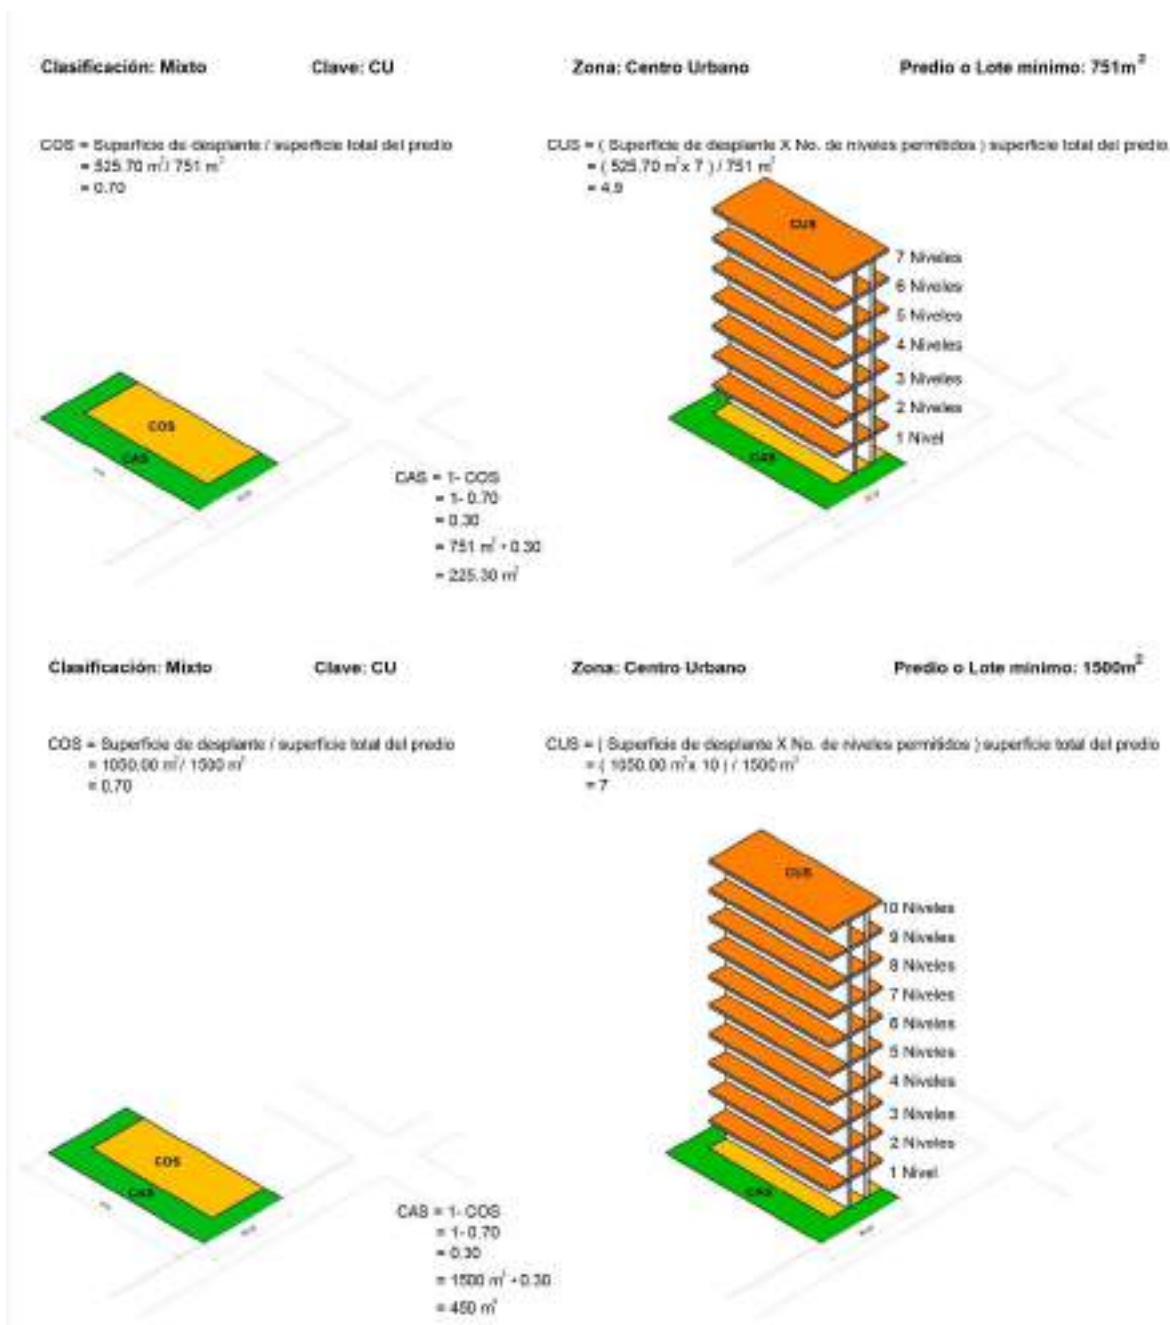 Clasificación: Mixto Clave: CU Zona: Centro Urbano Predio o Lote minimo: 751m²
COS = Superficie de desplante / superficie total del predio
= 525.70 m²/ 751 m²
= 0.70
CUS = ( Superficie de desplante X No. de niveles permitidos ) superficie total del predio
= ( 525.70 m²x 7 ) / 751 m²
= 4.9
CUS
7 Niveles
6 Niveles
5 Niveles
4 Niveles
3 Niveles
2 Niveles
1 Nivel
COS
CAS
CAS
CAS = 1- COS
= 1- 0.70
= 0.30
= 751 m² * 0.30
= 225.30 m²
Clasificación: Mixto Clave: CU Zona: Centro Urbano Predio o Lote minimo: 1500m²
COS = Superficie de desplante / superficie total del predio
= 1050.00 m²/ 1500 m²
= 0.70
CUS = ( Superficie de desplante X No. de niveles permitidos ) superficie total del predio
= ( 1050.00 m²x 10 ) / 1500 m²
= 7
CUS
10 Niveles
9 Niveles
8 Niveles
7 Niveles
6 Niveles
5 Niveles
4 Niveles
3 Niveles
2 Niveles
1 Nivel
COS
CAS
CAS
CAS = 1- COS
= 1- 0.70
= 0.30
= 1500 m² * 0.30
= 450 m²